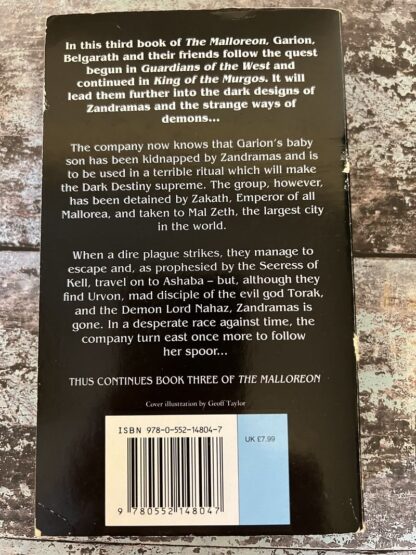 In this third book of The Malloreon, Garion,
Belgarath and their friends follow the quest
begun in Guardians of the West and
continued in King of the Murgos. It will
lead them further into the dark designs of
Zandramas and the strange ways of
demons...
The company now knows that Garion's baby
son has been kidnapped by Zandramas and is
to be used in a terrible ritual which will make
the Dark Destiny supreme. The group, however,
has been detained by Zakath, Emperor of all
Mallorea, and taken to Mal Zeth, the largest city
in the world.
When a dire plague strikes, they manage to
escape and, as prophesied by the Seeress of
Kell, travel on to Ashaba – but, although they
find Urvon, mad disciple of the evil god Torak,
and the Demon Lord Nahaz, Zandramas is
gone. In a desperate race against time, the
company turn east once more to follow
her spoor...
THUS CONTINUES BOOK THREE OF THE MALLOREON
Cover illustration by Geoff Taylor
ISBN 978-0-552-14804-7
UK £7.99
9 780552 148047